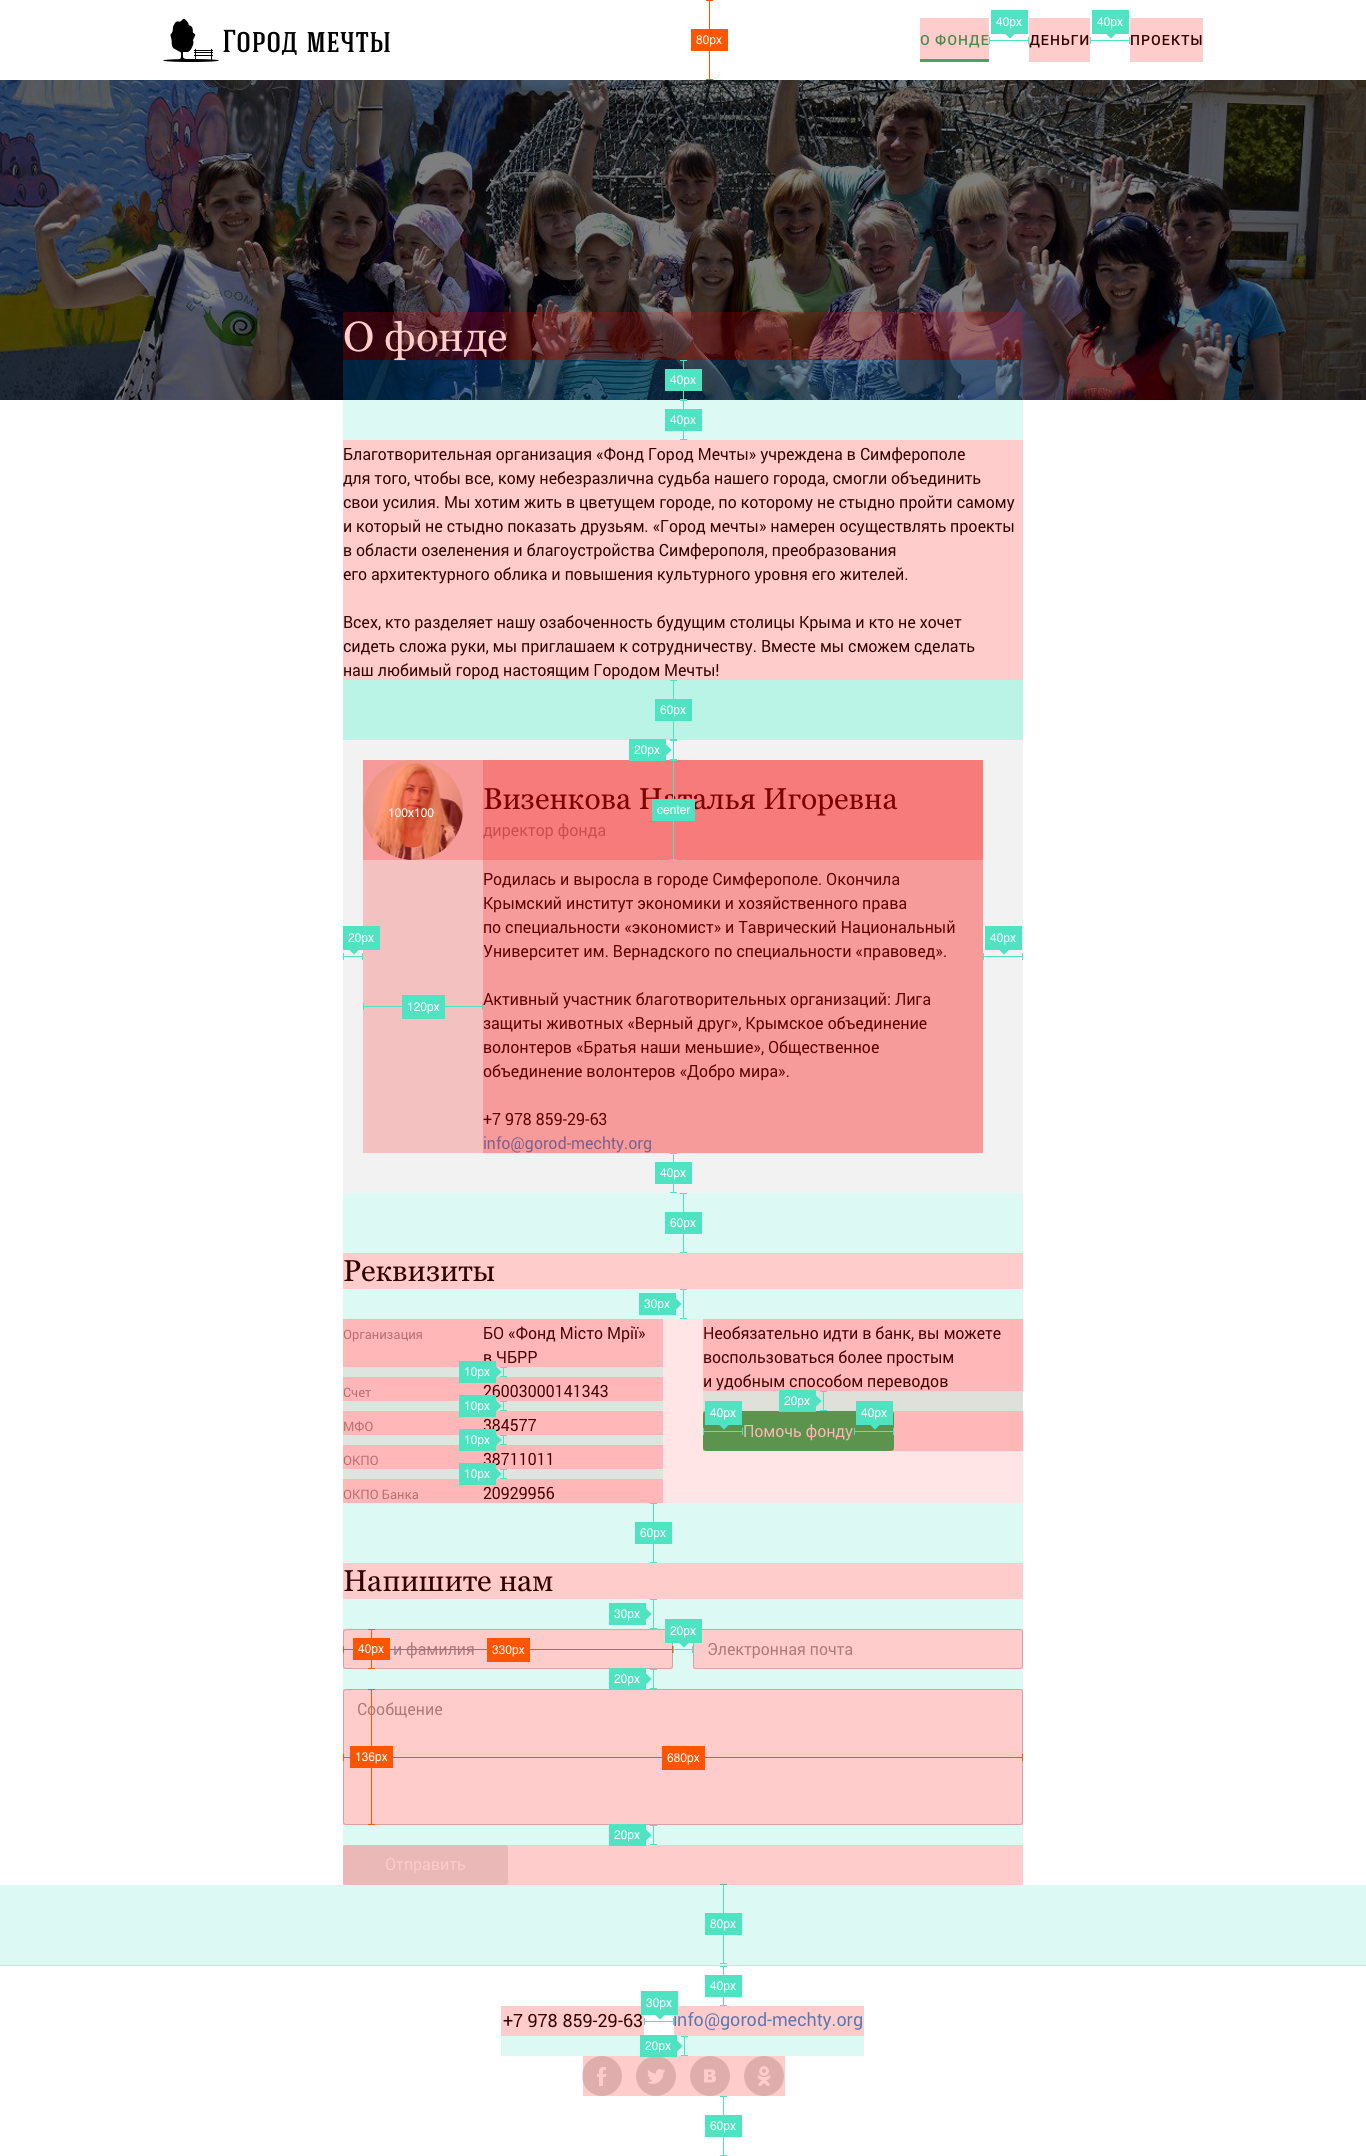 Город мечты
80px
О ФОНДЕ
40px
ДЕНЬГИ
40px
ПРОЕКТЫ
О фонде
40px
40px
Благотворительная организация «Фонд Город Мечты» учреждена в Симферополе
для того, чтобы все, кому небезразлична судьба нашего города, смогли объединить
свои усилия. Мы хотим жить в цветущем городе, по которому не стыдно пройти самому
и который не стыдно показать друзьям. «Город мечты» намерен осуществлять проекты
в области озеленения и благоустройства Симферополя, преобразования
его архитектурного облика и повышения культурного уровня его жителей.
Всех, кто разделяет нашу озабоченность будущим столицы Крыма и кто не хочет
сидеть сложа руки, мы приглашаем к сотрудничеству. Вместе мы сможем сделать
наш любимый город настоящим Городом Мечты!
60px
20px
100x100
Визенкова Наталья Игоревна
center
директор фонда
Родилась и выросла в городе Симферополе. Окончила
Крымский институт экономики и хозяйственного права
по специальности «экономист» и Таврический Национальный
Университет им. Вернадского по специальности «правовед».
20px
40px
120px
Активный участник благотворительных организаций: Лига
защиты животных «Верный друг», Крымское объединение
волонтеров «Братья наши меньшие», Общественное
объединение волонтеров «Добро мира».
+7 978 859-29-63
info@gorod-mechty.org
40px
60px
Реквизиты
30px
Организация БО «Фонд Місто Мрії»
в ЧБРР
10px
Счет 26003000141343
10px
МФО 384577
10px
ОКПО 38711011
10px
ОКПО Банка 20929956
Необязательно идти в банк, вы можете
воспользоваться более простым
и удобным способом переводов
20px
40px
40px
Помочь фонду
60px
Напишите нам
30px
20px
40px
и фамилия
330px
Электронная почта
20px
Сообщение
136px
680px
20px
Отправить
80px
40px
30px
+7 978 859-29-63
info@gorod-mechty.org
20px
60px